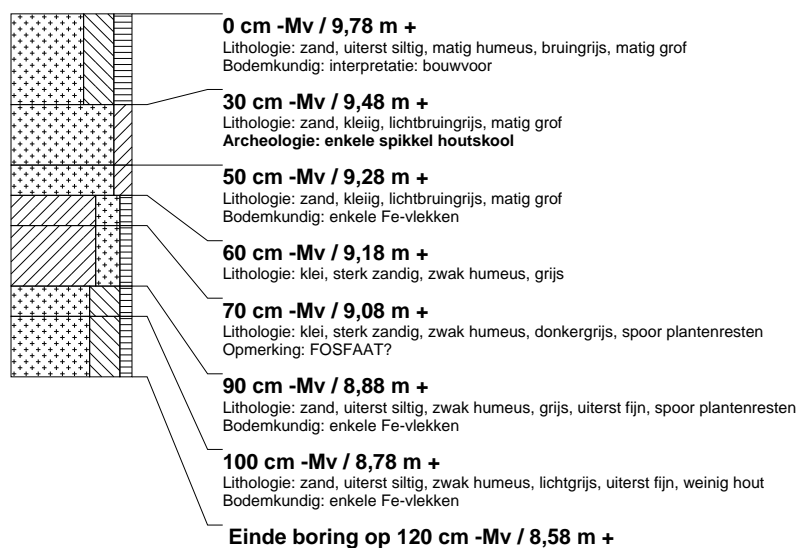 0 cm -Mv / 9,78 m +
Lithologie: zand, uiterst siltig, matig humeus, bruingrijs, matig grof
Bodemkundig: interpretatie: bouwvoor
30 cm -Mv / 9,48 m +
Lithologie: zand, kleiig, lichtbruingrijs, matig grof
Archeologie: enkele spikkel houtskool
50 cm -Mv / 9,28 m +
Lithologie: zand, kleiig, lichtbruingrijs, matig grof
Bodemkundig: enkele Fe-vlekken
60 cm -Mv / 9,18 m +
Lithologie: klei, sterk zandig, zwak humeus, grijs
70 cm -Mv / 9,08 m +
Lithologie: klei, sterk zandig, zwak humeus, donkergrijs, spoor plantenresten
Opmerking: FOSFAAT?
90 cm -Mv / 8,88 m +
Lithologie: zand, uiterst siltig, zwak humeus, grijs, uiterst fijn, spoor plantenresten
Bodemkundig: enkele Fe-vlekken
100 cm -Mv / 8,78 m +
Lithologie: zand, uiterst siltig, zwak humeus, lichtgrijs, uiterst fijn, weinig hout
Bodemkundig: enkele Fe-vlekken
Einde boring op 120 cm -Mv / 8,58 m +